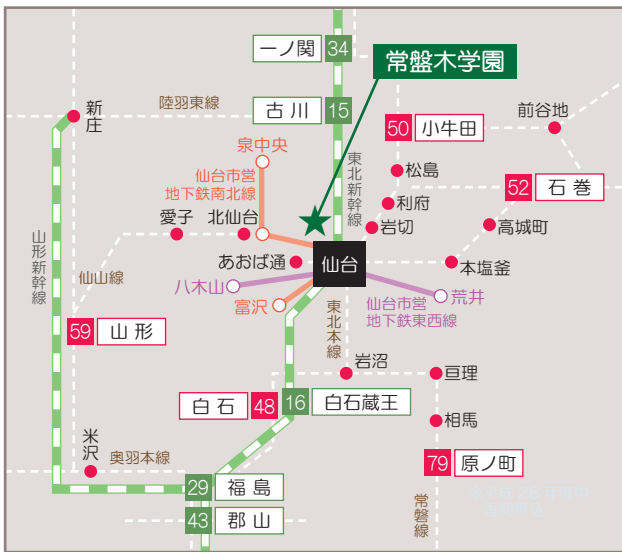 一ノ関 34
常盤木学園
新庄
陸羽東線
古川 15
50 小牛田
前谷地
泉中央
仙台市営
地下鉄南北線
東北新幹線
松島
52 石巻
利府
愛子
北仙台
岩切
高城町
山形新幹線
仙山線
あおば通
仙台
本塩釜
八木山
富沢
仙台市営
地下鉄東西線
荒井
東北本線
59 山形
岩沼
亘理
白石 48
16 白石蔵王
相馬
米沢
奥羽本線
79 原ノ町
29 福島
常磐線
43 郡山